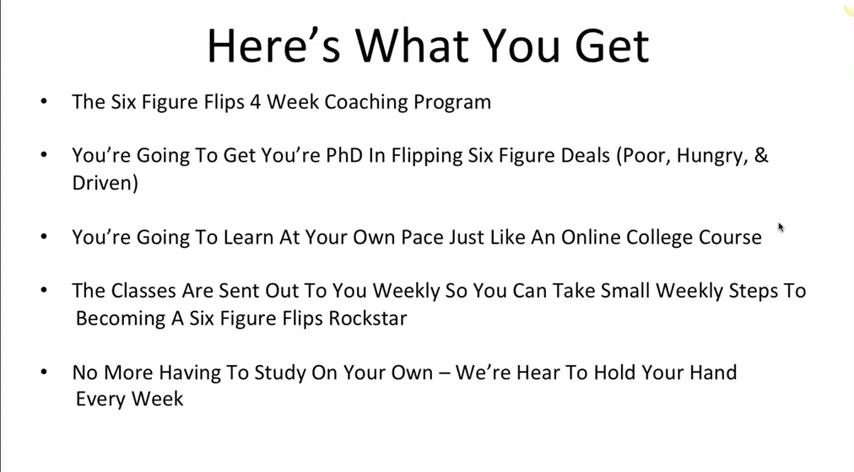 Here's What You Get
• The Six Figure Flips 4 Week Coaching Program
• You're Going To Get You're PhD In Flipping Six Figure Deals (Poor, Hungry, &
Driven)
• You're Going To Learn At Your Own Pace Just Like An Online College Course
• The Classes Are Sent Out To You Weekly So You Can Take Small Weekly Steps To
Becoming A Six Figure Flips Rockstar
• No More Having To Study On Your Own – We're Hear To Hold Your Hand
Every Week